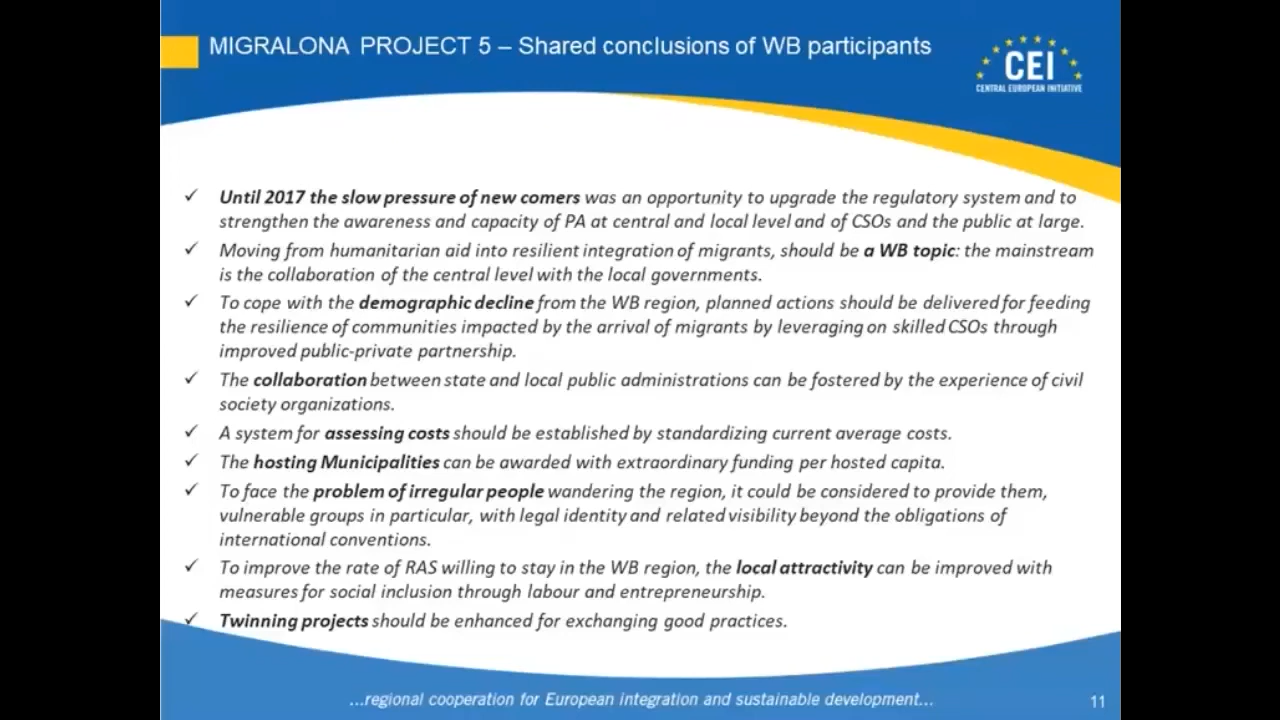 MIGRALONA PROJECT 5 – Shared conclusions of WB participants
CEI
CENTRAL EUROPEAN INITIATIVE
✓ Until 2017 the slow pressure of new comers was an opportunity to upgrade the regulatory system and to
strengthen the awareness and capacity of PA at central and local level and of CSOs and the public at large.
✓ Moving from humanitarian aid into resilient integration of migrants, should be a WB topic: the mainstream
is the collaboration of the central level with the local governments.
✓ To cope with the demographic decline from the WB region, planned actions should be delivered for feeding
the resilience of communities impacted by the arrival of migrants by leveraging on skilled CSOs through
improved public-private partnership.
✓ The collaboration between state and local public administrations can be fostered by the experience of civil
society organizations.
✓ A system for assessing costs should be established by standardizing current average costs.
✓ The hosting Municipalities can be awarded with extraordinary funding per hosted capita.
✓ To face the problem of irregular people wandering the region, it could be considered to provide them,
vulnerable groups in particular, with legal identity and related visibility beyond the obligations of
international conventions.
✓ To improve the rate of RAS willing to stay in the WB region, the local attractivity can be improved with
measures for social inclusion through labour and entrepreneurship.
✓ Twinning projects should be enhanced for exchanging good practices.
...regional cooperation for European integration and sustainable development...
11